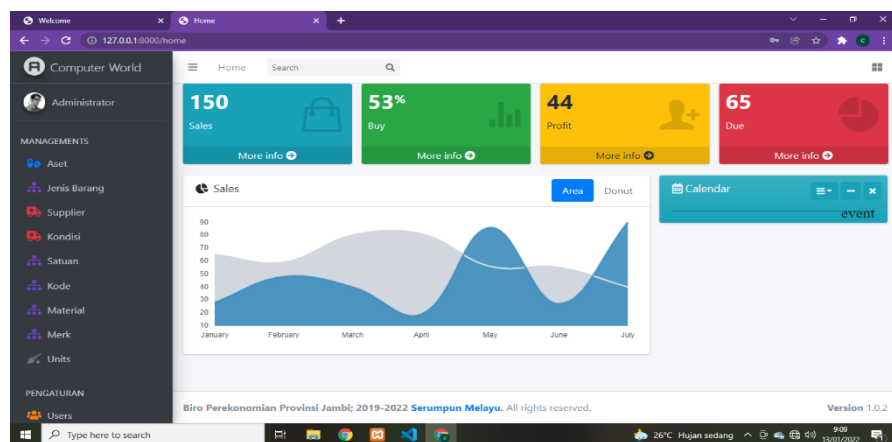 Welcome
Home
127.0.0.1:8000/home
Computer World
Home
Search
Administrator
MANAGEMENTS
Aset
Jenis Barang
Supplier
Kondisi
Satuan
Kode
Material
Merk
Units
PENGATURAN
Users
150
Sales
More info
53%
Buy
More info
44
Profit
More info
65
Due
More info
Sales
Area
Donut
90
80
70
60
50
40
30
20
10
January February March April May June July
Calendar
event
Biro Perekonomian Provinsi Jambi; 2019-2022 Serumpun Melayu. All rights reserved.
Version 1.0.2
Type here to search
26°C Hujan sedang
9:09
13/01/2022